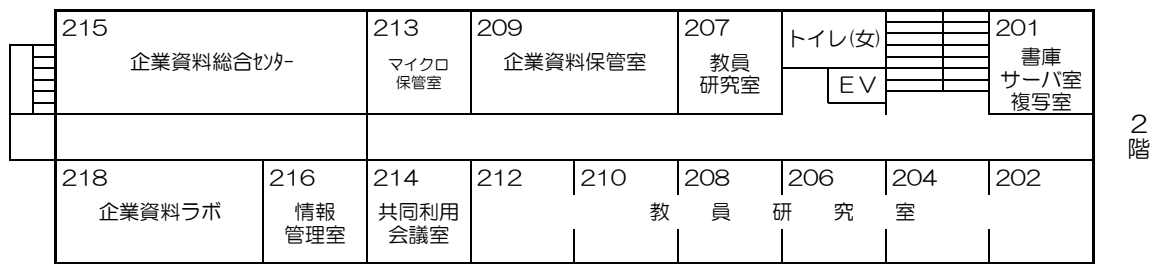 215
企業資料総合ｾﾝﾀｰ
213
マイクロ
保管室
209
企業資料保管室
207
教員
研究室
トイレ(女)
ＥＶ
201
書庫
サーバ室
複写室
218
企業資料ラボ
216
情報
管理室
214
共同利用
会議室
212
210
208
206
204
202
教員研究室
２階